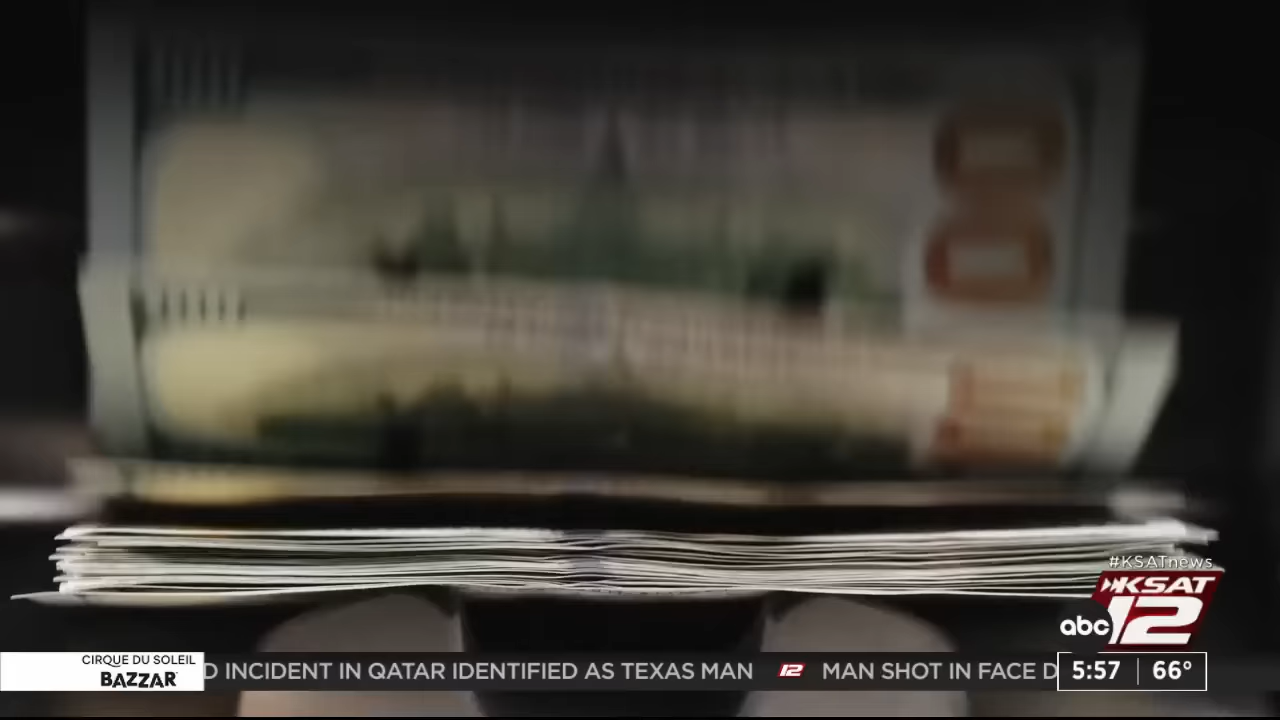 #KSATnews
KSAT
abc 12
CIRQUE DU SOLEIL
BAZZAR
D INCIDENT IN QATAR IDENTIFIED AS TEXAS MAN 12 MAN SHOT IN FACE D
5:57 66°